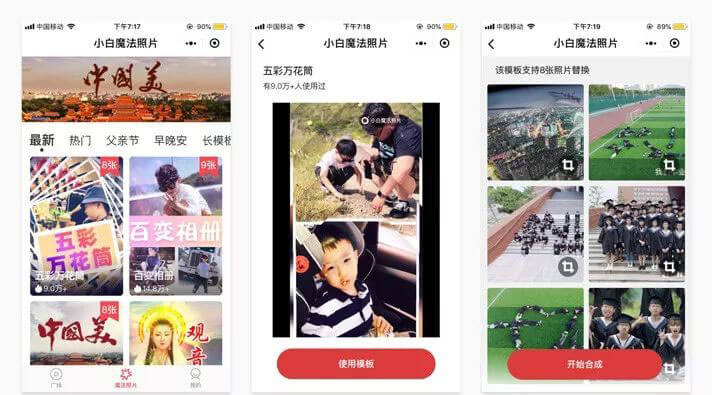 中国移动 下午7:17 90%
小白魔法照片
中國美
最新 热门 父亲节 早晚安 长模板
8张
9张
五彩
万花筒
百变相册
五彩万花筒
9.0万+
百变相册
14.8万+
8张
中國美
观音
广场 魔法照片 我的
中国移动 下午7:18 90%
小白魔法照片
五彩万花筒
有9.0万+人使用过
小白魔法照片
使用模板
中国移动 下午7:19 89%
小白魔法照片
该模板支持8张照片替换
开始合成